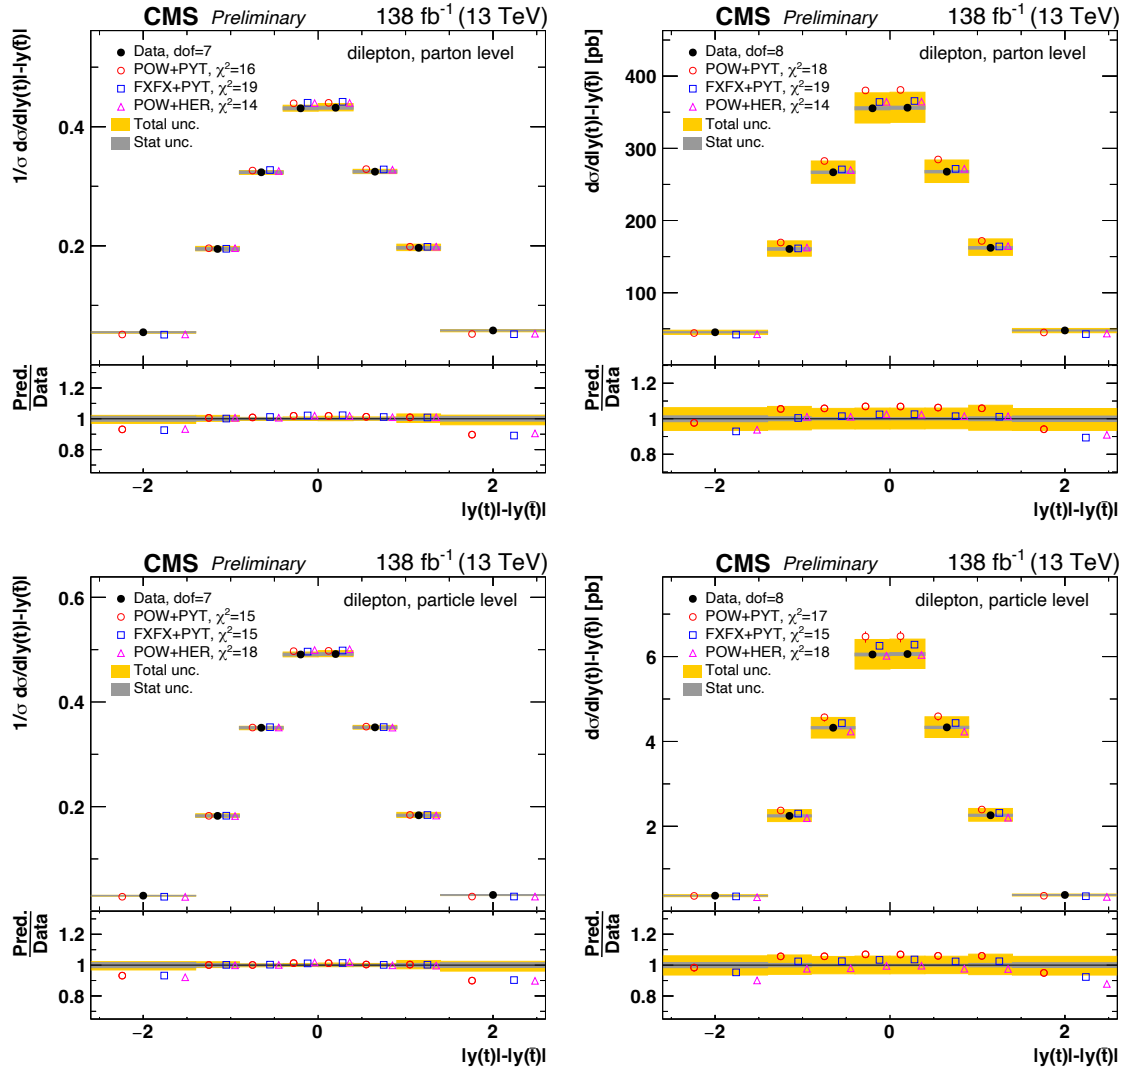 CMS Preliminary 138 fb⁻¹ (13 TeV)
1/σ dσ/d|y(t)|-|y(t̄)|
dilepton, parton level
Data, dof=7
POW+PYT, χ²=16
FXFX+PYT, χ²=19
POW+HER, χ²=14
Total unc.
Stat unc.
0.4
0.2
Pred.
Data
1.2
1
0.8
−2 0 2
|y(t)|-|y(t̄)|
CMS Preliminary 138 fb⁻¹ (13 TeV)
dσ/d|y(t)|-|y(t̄)| [pb]
dilepton, parton level
Data, dof=8
POW+PYT, χ²=18
FXFX+PYT, χ²=19
POW+HER, χ²=14
Total unc.
Stat unc.
400
300
200
100
Pred.
Data
1.2
1
0.8
−2 0 2
|y(t)|-|y(t̄)|
CMS Preliminary 138 fb⁻¹ (13 TeV)
1/σ dσ/d|y(t)|-|y(t̄)|
dilepton, particle level
Data, dof=7
POW+PYT, χ²=15
FXFX+PYT, χ²=15
POW+HER, χ²=18
Total unc.
Stat unc.
0.6
0.4
0.2
Pred.
Data
1.2
1
0.8
−2 0 2
|y(t)|-|y(t̄)|
CMS Preliminary 138 fb⁻¹ (13 TeV)
dσ/d|y(t)|-|y(t̄)| [pb]
dilepton, particle level
Data, dof=8
POW+PYT, χ²=17
FXFX+PYT, χ²=15
POW+HER, χ²=18
Total unc.
Stat unc.
6
4
2
Pred.
Data
1.2
1
0.8
−2 0 2
|y(t)|-|y(t̄)|